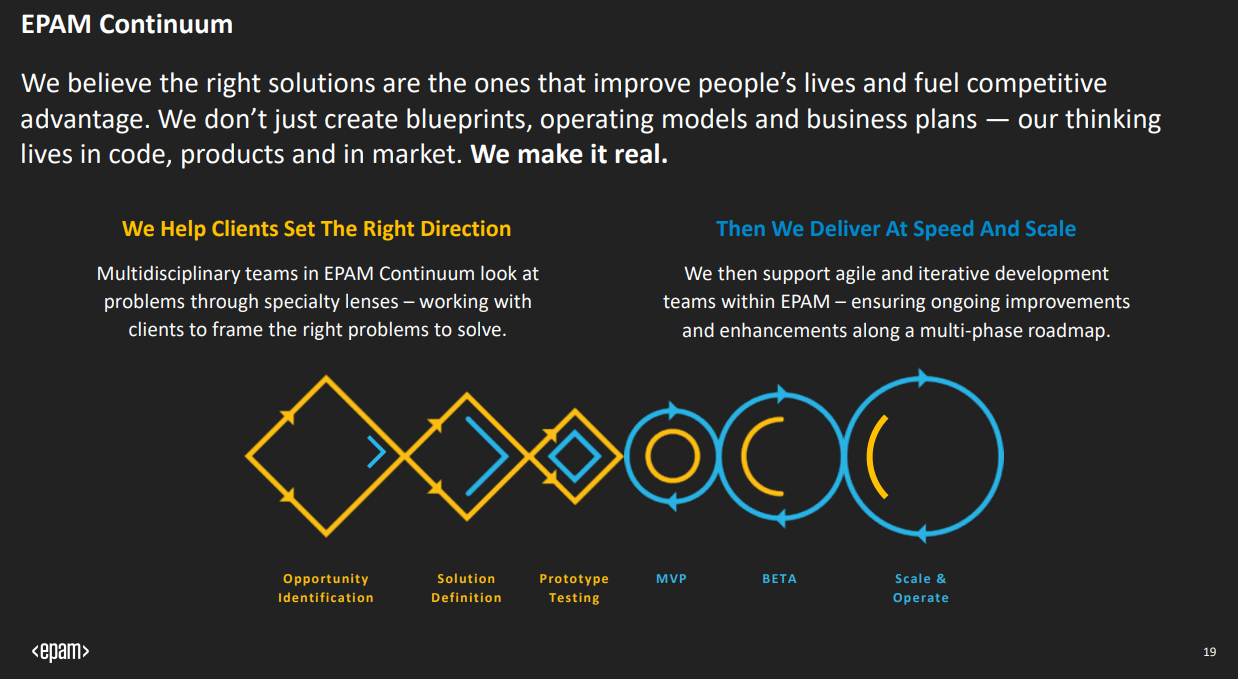 EPAM Continuum
We believe the right solutions are the ones that improve people’s lives and fuel competitive
advantage. We don’t just create blueprints, operating models and business plans — our thinking
lives in code, products and in market. We make it real.
We Help Clients Set The Right Direction
Multidisciplinary teams in EPAM Continuum look at
problems through specialty lenses – working with
clients to frame the right problems to solve.
Then We Deliver At Speed And Scale
We then support agile and iterative development
teams within EPAM – ensuring ongoing improvements
and enhancements along a multi-phase roadmap.
Opportunity
Identification
Solution
Definition
Prototype
Testing
MVP
BETA
Scale &
Operate
<epam>
19